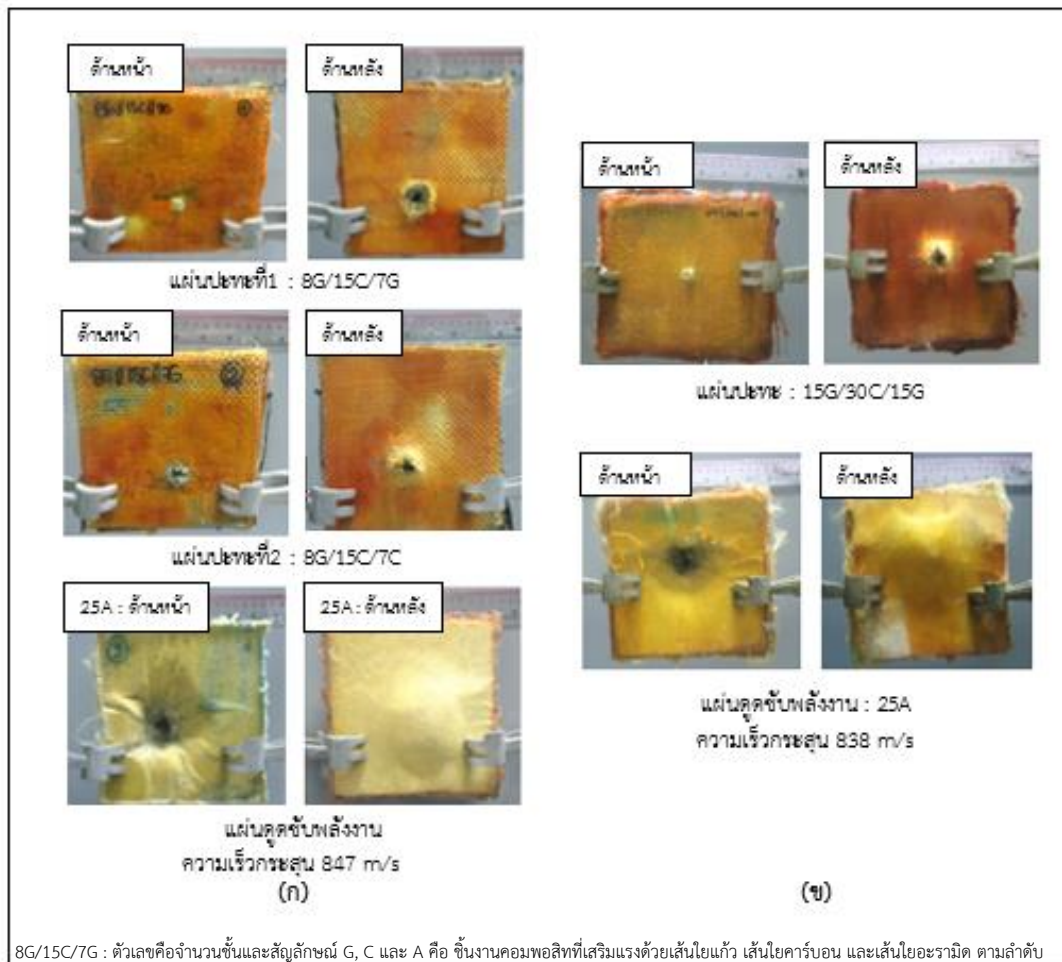 ด้านหน้า
ด้านหลัง
แผ่นปะทะที่1 : 8G/15C/7G
ด้านหน้า
ด้านหลัง
แผ่นปะทะที่2 : 8G/15C/7C
25A : ด้านหน้า
25A : ด้านหลัง
แผ่นดูดซับพลังงาน
ความเร็วกระสุน 847 m/s
(ก)
ด้านหน้า
ด้านหลัง
แผ่นปะทะ : 15G/30C/15G
ด้านหน้า
ด้านหลัง
แผ่นดูดซับพลังงาน : 25A
ความเร็วกระสุน 838 m/s
(ข)
8G/15C/7G : ตัวเลขคือจำนวนชั้นและสัญลักษณ์ G, C และ A คือ ชิ้นงานคอมพอสิทที่เสริมแรงด้วยเส้นใยแก้ว เส้นใยคาร์บอน และเส้นใยอะรามิด ตามลำดับ